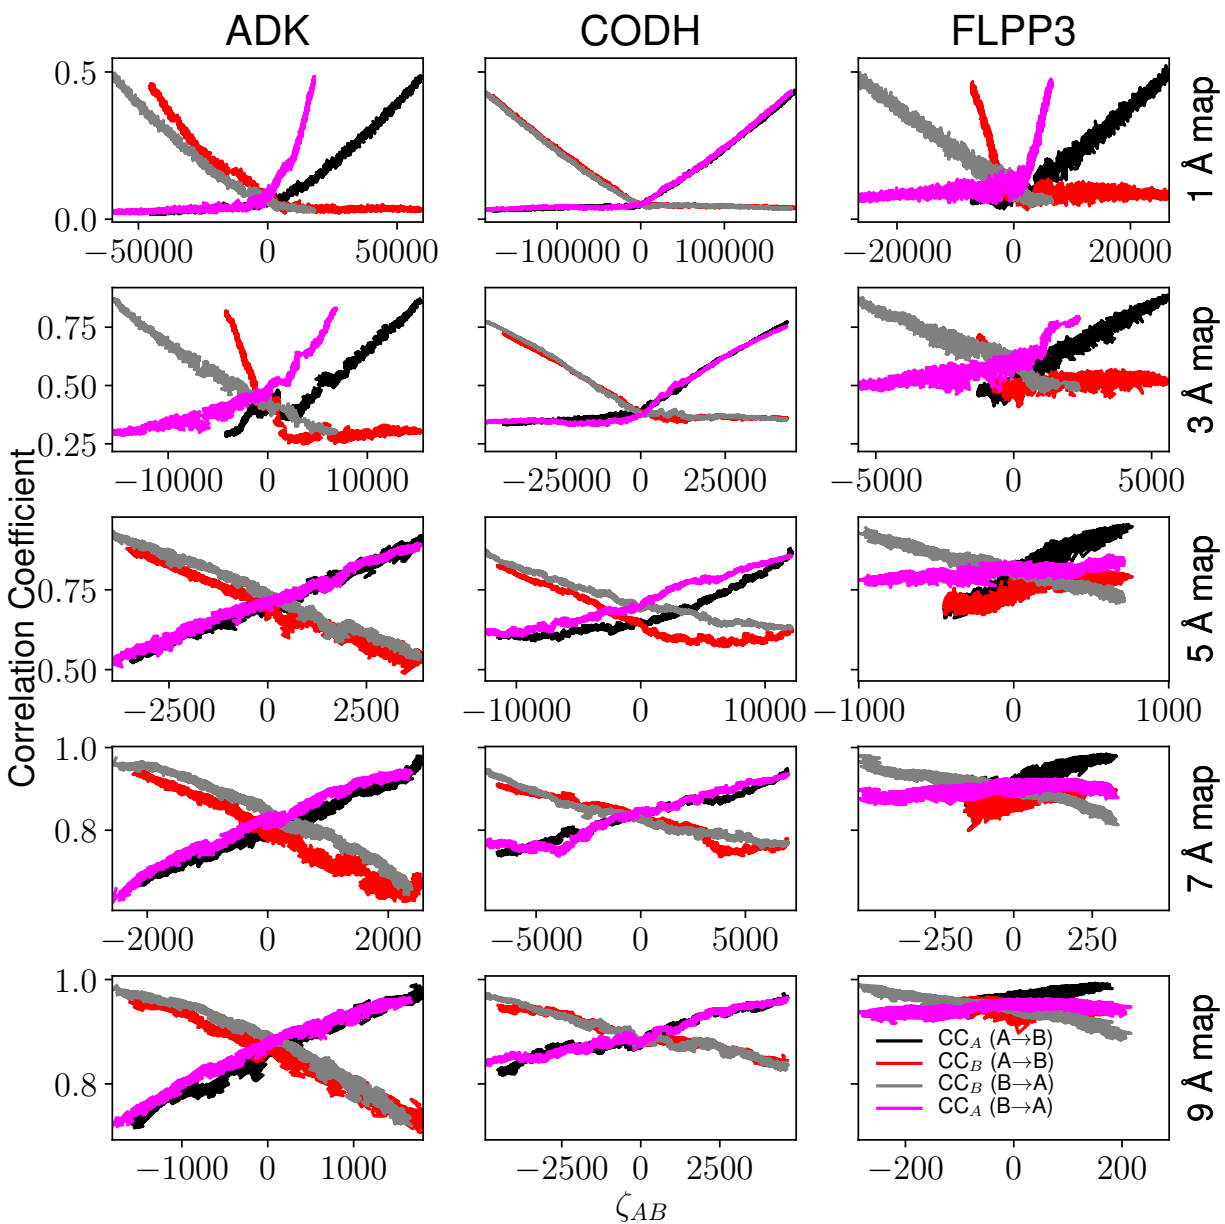 ADK CODH FLPP3
0.5
0.0
−50000 0 50000
−100000 0 100000
−20000 0 20000
1 Å map
0.75
0.50
0.25
−10000 0 10000
−25000 0 25000
−5000 0 5000
3 Å map
Correlation Coefficient
0.75
0.50
−2500 0 2500
−10000 0 10000
−1000 0 1000
5 Å map
1.0
0.8
−2000 0 2000
−5000 0 5000
−250 0 250
7 Å map
1.0
0.8
−1000 0 1000
−2500 0 2500
−200 0 200
9 Å map
CC_A (A→B)
CC_B (A→B)
CC_B (B→A)
CC_A (B→A)
ζ_AB